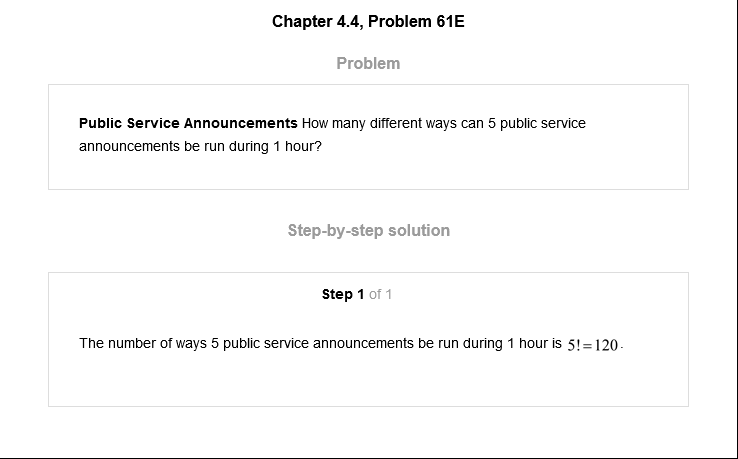 Chapter 4.4, Problem 61E
Problem
Public Service Announcements How many different ways can 5 public service
announcements be run during 1 hour?
Step-by-step solution
Step 1 of 1
The number of ways 5 public service announcements be run during 1 hour is 5!=120.